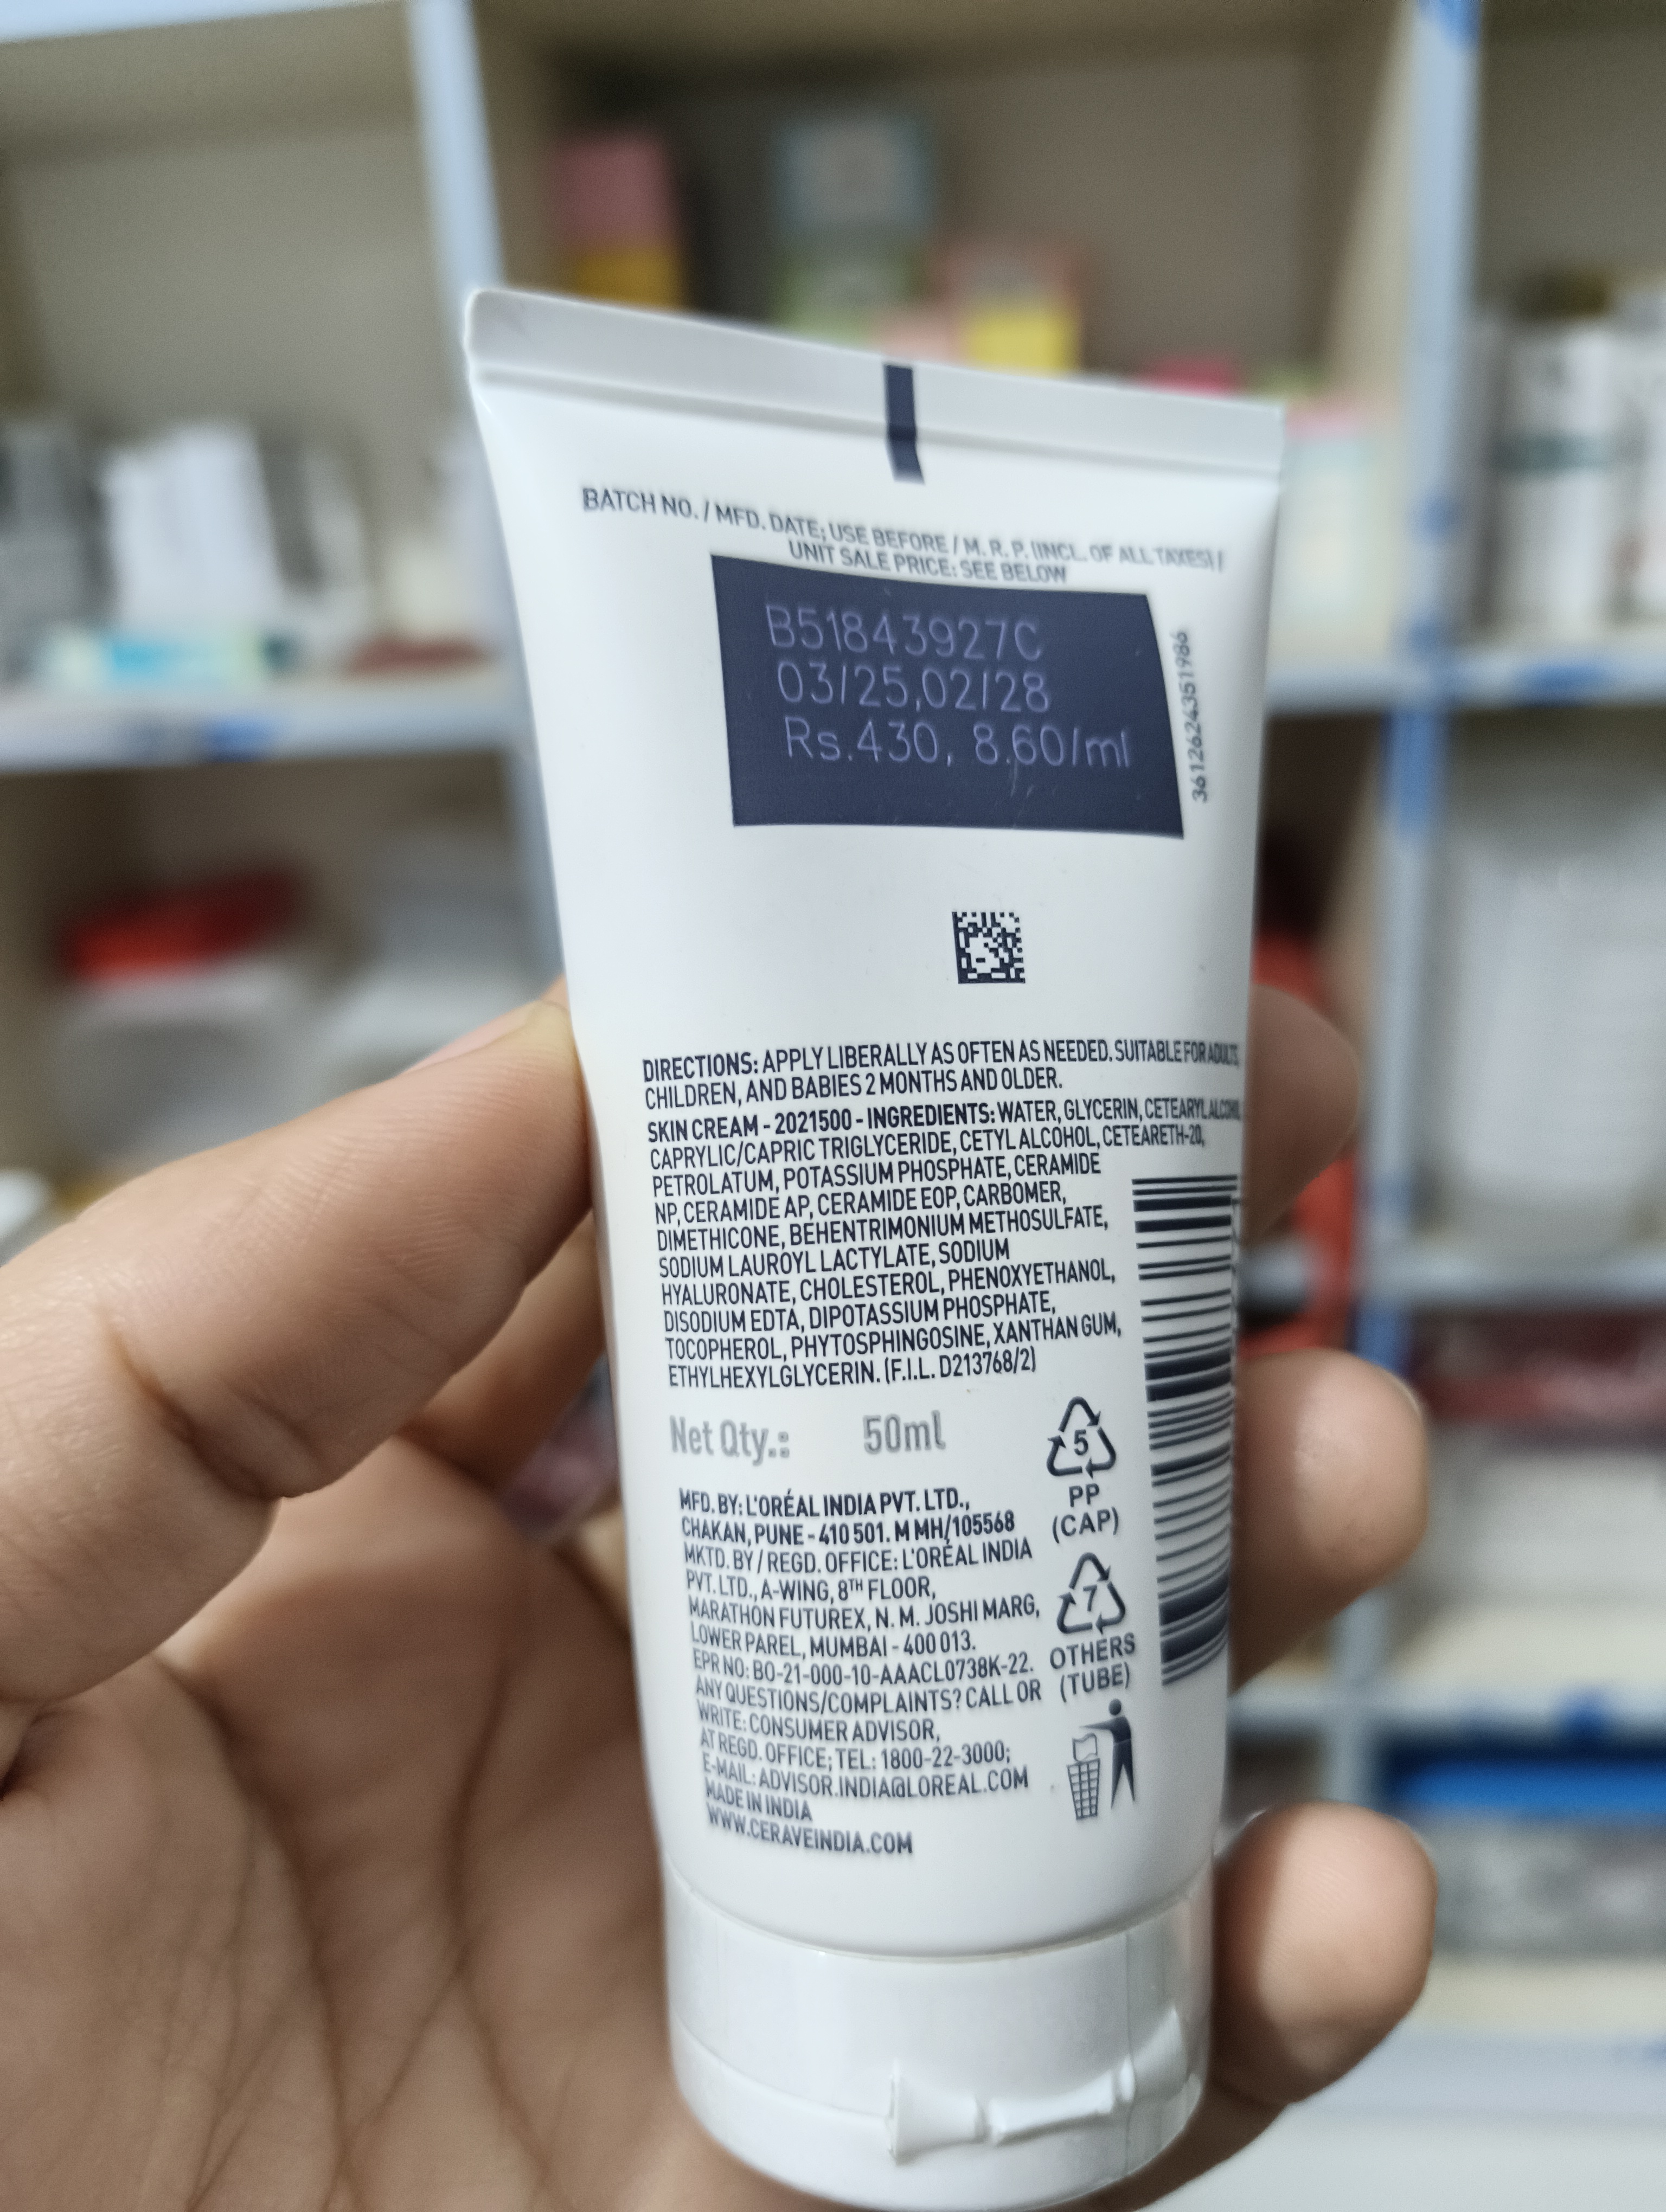 BATCH NO. / MFD. DATE; USE BEFORE / M. R. P. (INCL. OF ALL TAXES) /
UNIT SALE PRICE: SEE BELOW
B51843927C
03/25,02/28
Rs.430, 8.60/ml
3612624351986
DIRECTIONS: APPLY LIBERALLY AS OFTEN AS NEEDED. SUITABLE FOR ADULTS,
CHILDREN, AND BABIES 2 MONTHS AND OLDER.
SKIN CREAM - 2021500 - INGREDIENTS: WATER, GLYCERIN, CETEARYL ALCOHOL,
CAPRYLIC/CAPRIC TRIGLYCERIDE, CETYL ALCOHOL, CETEARETH-20,
PETROLATUM, POTASSIUM PHOSPHATE, CERAMIDE
NP, CERAMIDE AP, CERAMIDE EOP, CARBOMER,
DIMETHICONE, BEHENTRIMONIUM METHOSULFATE,
SODIUM LAUROYL LACTYLATE, SODIUM
HYALURONATE, CHOLESTEROL, PHENOXYETHANOL,
DISODIUM EDTA, DIPOTASSIUM PHOSPHATE,
TOCOPHEROL, PHYTOSPHINGOSINE, XANTHAN GUM,
ETHYLHEXYLGLYCERIN. (F.I.L. D213768/2)
Net Qty.: 50ml
MFD. BY: L'ORÉAL INDIA PVT. LTD.,
CHAKAN, PUNE - 410 501. M MH/105568
MKTD. BY / REGD. OFFICE: L'ORÉAL INDIA
PVT. LTD., A-WING, 8TH FLOOR,
MARATHON FUTUREX, N. M. JOSHI MARG,
LOWER PAREL, MUMBAI - 400 013.
EPR NO: BO-21-000-10-AAACL0738K-22.
ANY QUESTIONS/COMPLAINTS? CALL OR
WRITE: CONSUMER ADVISOR,
AT REGD. OFFICE; TEL: 1800-22-3000;
E-MAIL: ADVISOR.INDIA@LOREAL.COM
MADE IN INDIA
WWW.CERAVEINDIA.COM
5
PP
(CAP)
7
OTHERS
(TUBE)